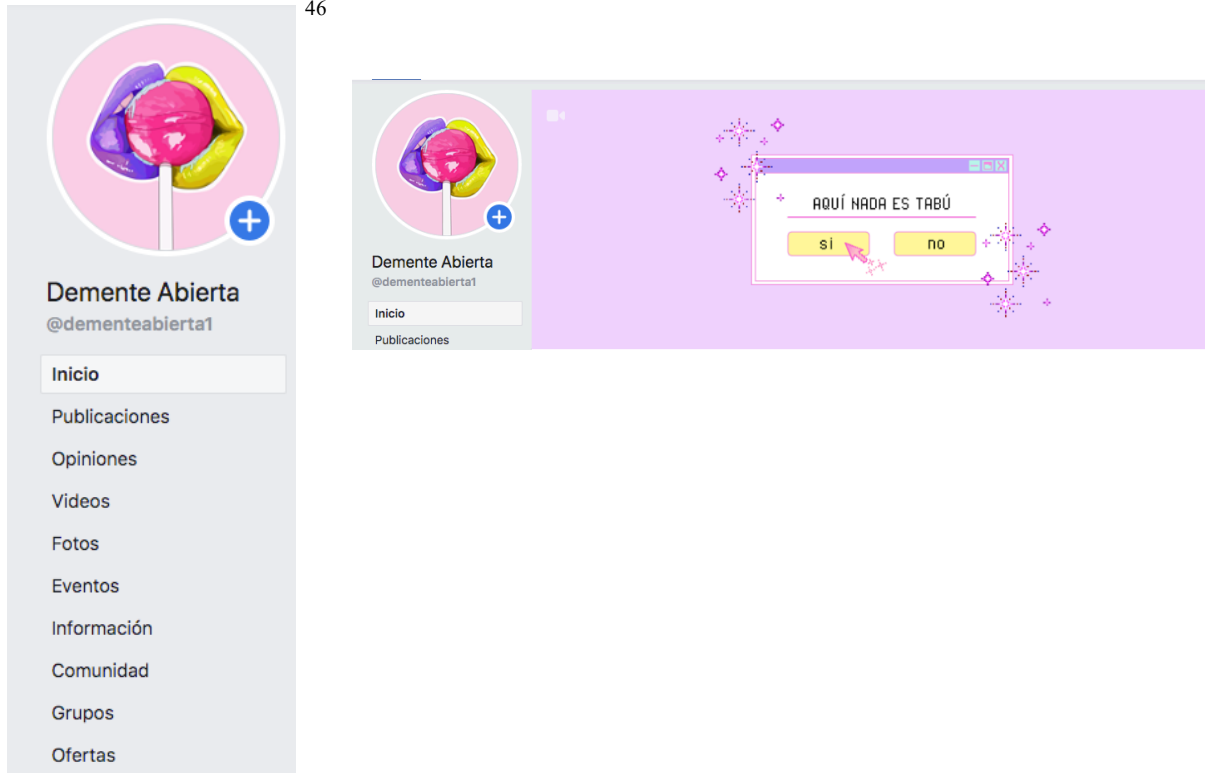 46
Demente Abierta
@dementeabierta1
Inicio
Publicaciones
Opiniones
Videos
Fotos
Eventos
Información
Comunidad
Grupos
Ofertas
Demente Abierta
@dementeabierta1
Inicio
Publicaciones
AQUÍ NADA ES TABÚ
si no